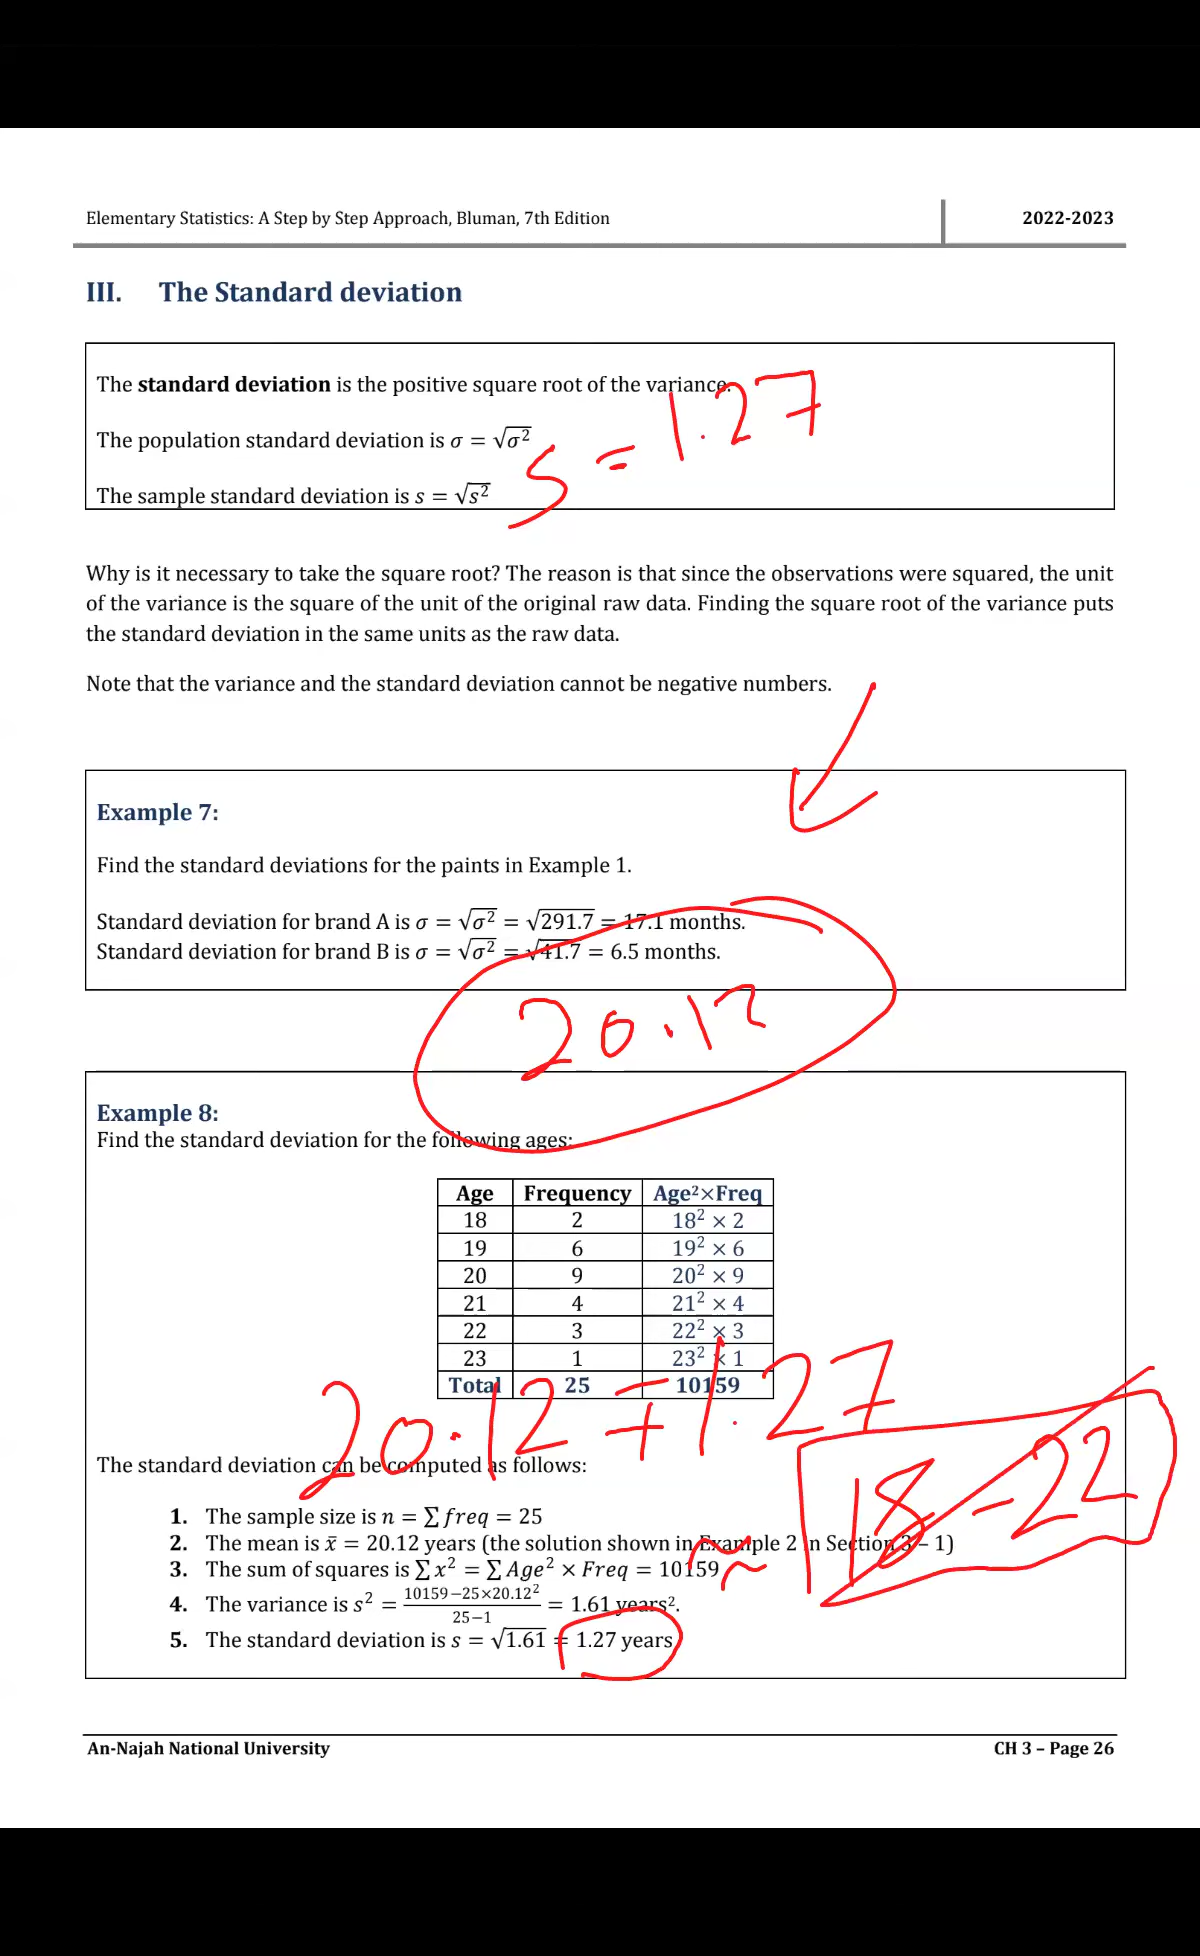 Elementary Statistics: A Step by Step Approach, Bluman, 7th Edition 2022-2023
III. The Standard deviation
The standard deviation is the positive square root of the variance.
s = 1.27
The population standard deviation is σ = √σ²
The sample standard deviation is s = √s²
Why is it necessary to take the square root? The reason is that since the observations were squared, the unit
of the variance is the square of the unit of the original raw data. Finding the square root of the variance puts
the standard deviation in the same units as the raw data.
Note that the variance and the standard deviation cannot be negative numbers.
Example 7:
Find the standard deviations for the paints in Example 1.
Standard deviation for brand A is σ = √σ² = √291.7 = 17.1 months.
Standard deviation for brand B is σ = √σ² = √41.7 = 6.5 months.
20.12
Example 8:
Find the standard deviation for the following ages:
Age Frequency Age²×Freq
18 2 18² × 2
19 6 19² × 6
20 9 20² × 9
21 4 21² × 4
22 3 22² × 3
23 1 23² × 1
Total 25 10159
20.12 ∓ 1.27
≈ 18 - 22
The standard deviation can be computed as follows:
1. The sample size is n = ∑ freq = 25
2. The mean is x̄ = 20.12 years (the solution shown in Example 2 in Section 3 – 1)
3. The sum of squares is ∑ x² = ∑ Age² × Freq = 10159
4. The variance is s² = (10159−25×20.12²)/(25−1) = 1.61 years².
5. The standard deviation is s = √1.61 = 1.27 years
An-Najah National University CH 3 – Page 26